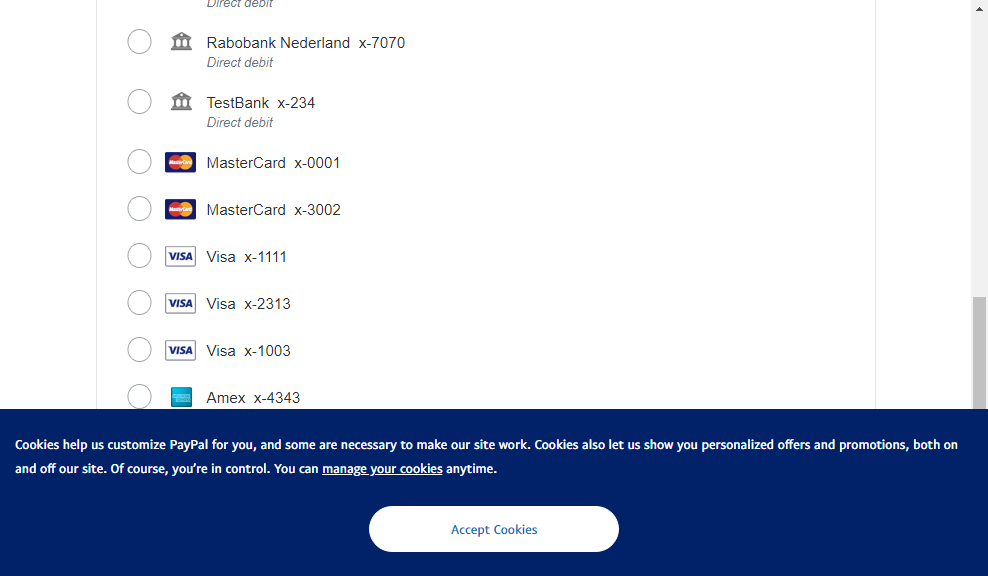 Direct debit
Rabobank Nederland x-7070
Direct debit
TestBank x-234
Direct debit
MasterCard MasterCard x-0001
MasterCard MasterCard x-3002
VISA Visa x-1111
VISA Visa x-2313
VISA Visa x-1003
Amex x-4343
Cookies help us customize PayPal for you, and some are necessary to make our site work. Cookies also let us show you personalized offers and promotions, both on
and off our site. Of course, you’re in control. You can manage your cookies anytime.
Accept Cookies